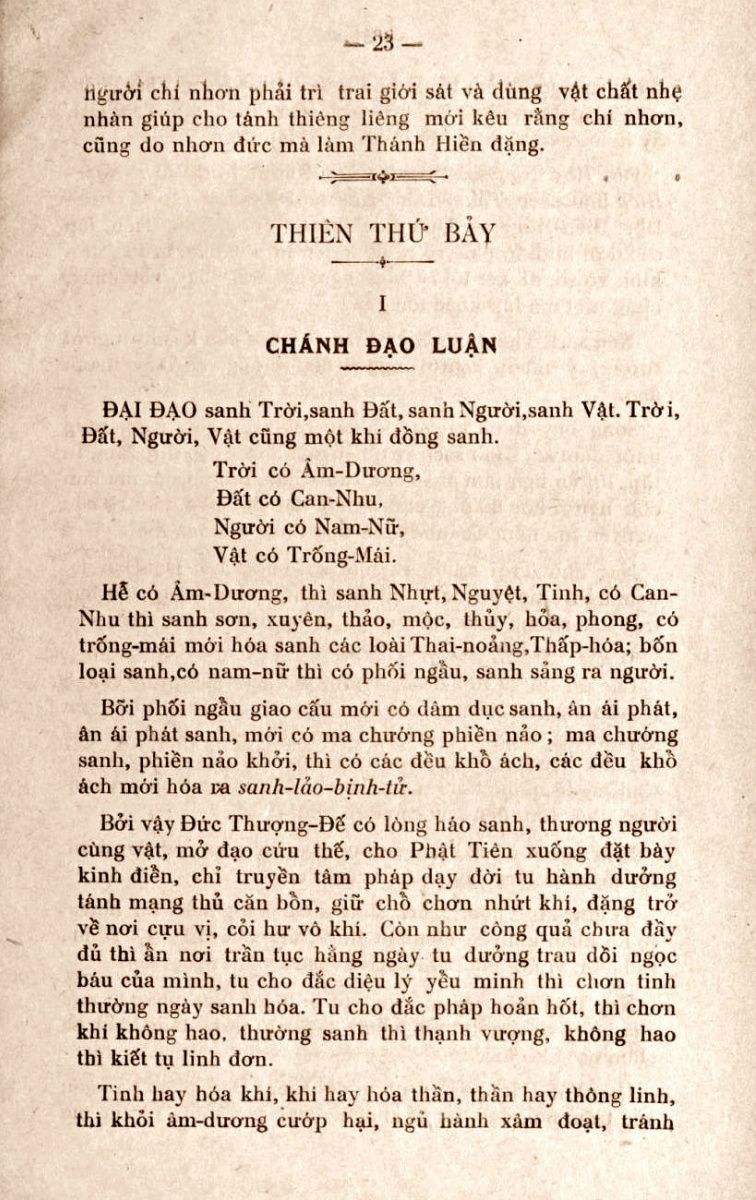 — 23 —
người chí nhơn phải trì trai giới sát và dùng vật chất nhẹ
nhàn giúp cho tánh thiêng liêng mới kêu rằng chí nhơn,
cũng do nhơn đức mà làm Thánh Hiền đặng.
THIÊN THỨ BẢY
I
CHÁNH ĐẠO LUẬN
ĐẠI ĐẠO sanh Trời, sanh Đất, sanh Người, sanh Vật. Trời,
Đất, Người, Vật cũng một khí đồng sanh.
Trời có Âm-Dương,
Đất có Can-Nhu,
Người có Nam-Nữ,
Vật có Trống-Mái.
Hễ có Âm-Dương, thì sanh Nhựt, Nguyệt, Tinh, có Can-
Nhu thì sanh sơn, xuyên, thảo, mộc, thủy, hỏa, phong, có
trống-mái mới hóa sanh các loài Thai-noảng, Thấp-hóa; bốn
loại sanh, có nam-nữ thì có phối ngẫu, sanh sảng ra người.
Bỡi phối ngẫu giao cấu mới có dâm dục sanh, ân ái phát,
ân ái phát sanh, mới có ma chướng phiền nảo; ma chướng
sanh, phiền nảo khởi, thì có các đều khổ ách, các đều khổ
ách mới hóa ra sanh-lảo-bịnh-tử.
Bởi vậy Đức Thượng-Đế có lòng háo sanh, thương người
cùng vật, mở đạo cứu thế, cho Phật Tiên xuống đặt bày
kinh điển, chỉ truyền tâm pháp dạy dời tu hành dưởng
tánh mạng thủ căn bổn, giữ chổ chơn nhứt khí, đặng trở
về nơi cựu vị, cỏi hư vô khí. Còn như công quả chưa đầy
đủ thì ẩn nơi trần tục hằng ngày tu dưởng trau dồi ngọc
báu của mình, tu cho đắc diệu lý yểu minh thì chơn tinh
thường ngày sanh hóa. Tu cho đắc pháp hoản hốt, thì chơn
khí không hao, thường sanh thì thạnh vượng, không hao
thì kiết tụ linh đơn.
Tinh hay hóa khí, khí hay hóa thần, thần hay thông linh,
thì khỏi âm-dương cướp hại, ngủ hành xâm đoạt, tránh